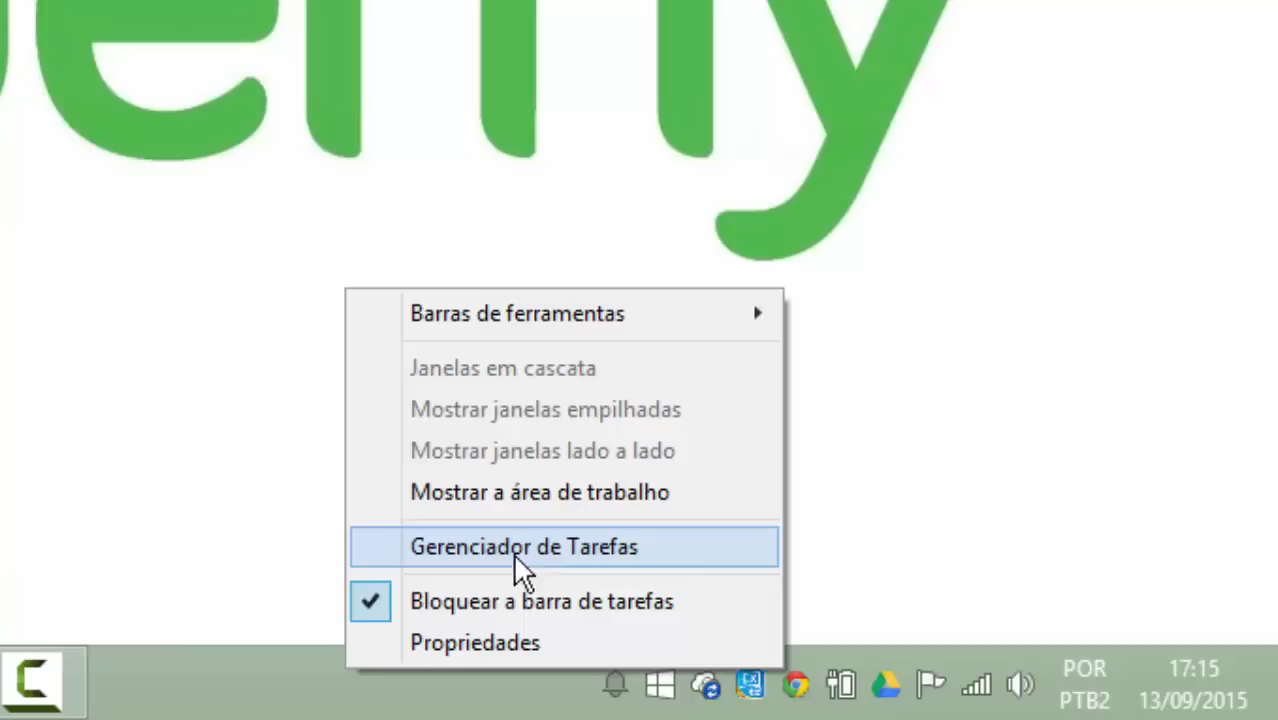 Barras de ferramentas
Janelas em cascata
Mostrar janelas empilhadas
Mostrar janelas lado a lado
Mostrar a área de trabalho
Gerenciador de Tarefas
Bloquear a barra de tarefas
Propriedades
POR
PTB2
17:15
13/09/2015